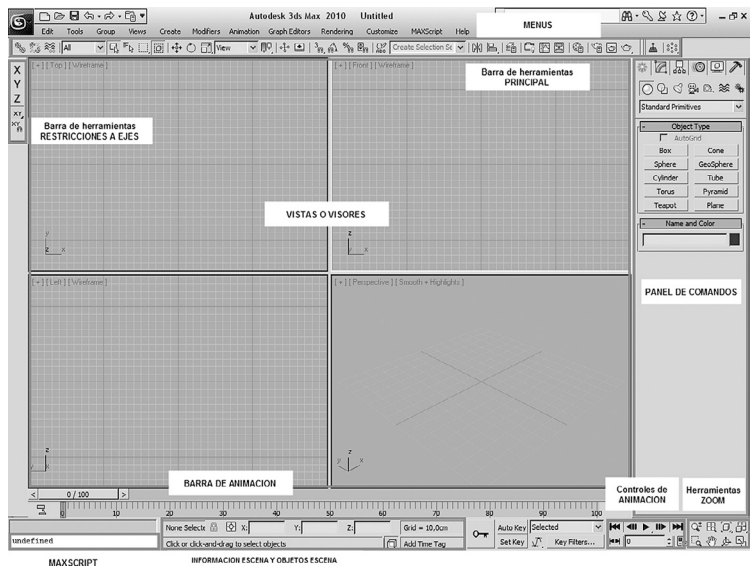 Autodesk 3ds Max 2010 Untitled
MENUS
Edit Tools Group Views Create Modifiers Animation Graph Editors Rendering Customize MAXScript Help
All View Create Selection Se
Barra de herramientas
PRINCIPAL
X
Y
Z
XY
[ + ] [ Top ] [ Wireframe ]
[ + ] [ Front ] [ Wireframe ]
Barra de herramientas
RESTRICCIONES A EJES
Standard Primitives
- Object Type
AutoGrid
Box Cone
Sphere GeoSphere
Cylinder Tube
Torus Pyramid
Teapot Plane
- Name and Color
VISTAS O VISORES
y
z x
z
x
[ + ] [ Left ] [ Wireframe ]
[ + ] [ Perspective ] [ Smooth + Highlights ]
PANEL DE COMANDOS
z
y
z
y x
BARRA DE ANIMACION
Controles de
ANIMACION
Herramientas
ZOOM
< 0 / 100 >
0 10 20 30 40 50 60 70 80 90 100
None Selecte X: Y: Z: Grid = 10,0cm
Auto Key Selected
undefined
Click or click-and-drag to select objects
Add Time Tag
Set Key Key Filters...
0
MAXSCRIPT
INFORMACION ESCENA Y OBJETOS ESCENA